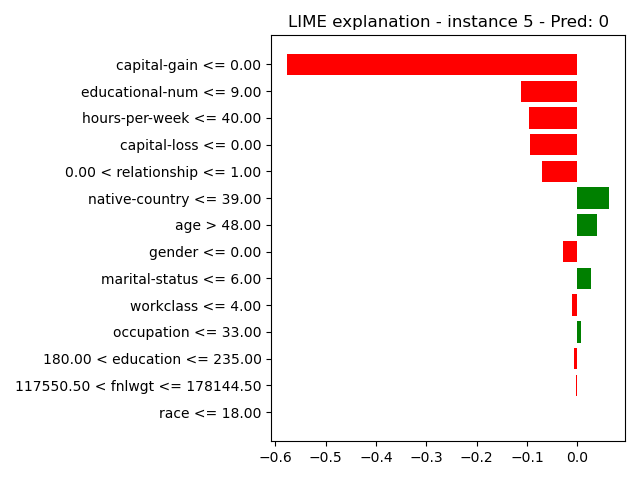 LIME explanation - instance 5 - Pred: 0
capital-gain <= 0.00
educational-num <= 9.00
hours-per-week <= 40.00
capital-loss <= 0.00
0.00 < relationship <= 1.00
native-country <= 39.00
age > 48.00
gender <= 0.00
marital-status <= 6.00
workclass <= 4.00
occupation <= 33.00
180.00 < education <= 235.00
117550.50 < fnlwgt <= 178144.50
race <= 18.00
−0.6 −0.5 −0.4 −0.3 −0.2 −0.1 0.0